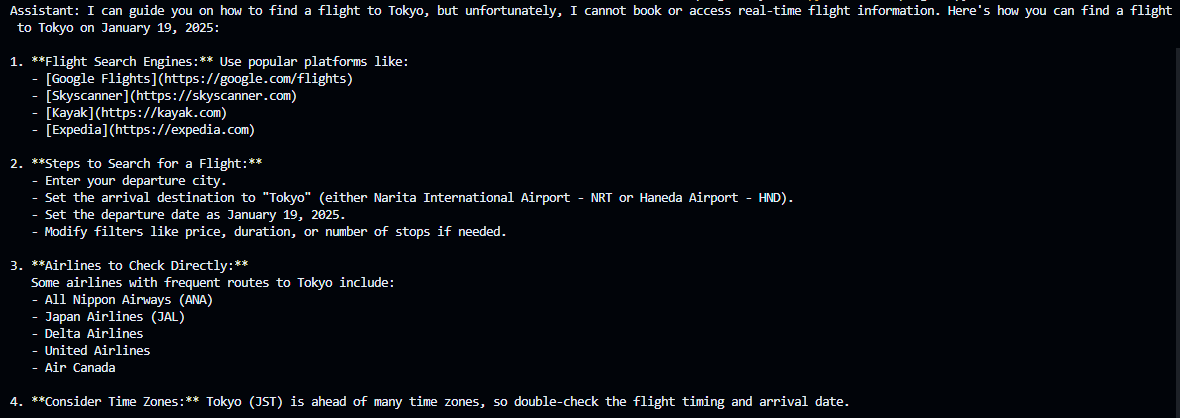 Assistant: I can guide you on how to find a flight to Tokyo, but unfortunately, I cannot book or access real-time flight information. Here's how you can find a flight
to Tokyo on January 19, 2025:
1. **Flight Search Engines:** Use popular platforms like:
- [Google Flights](https://google.com/flights)
- [Skyscanner](https://skyscanner.com)
- [Kayak](https://kayak.com)
- [Expedia](https://expedia.com)
2. **Steps to Search for a Flight:**
- Enter your departure city.
- Set the arrival destination to "Tokyo" (either Narita International Airport - NRT or Haneda Airport - HND).
- Set the departure date as January 19, 2025.
- Modify filters like price, duration, or number of stops if needed.
3. **Airlines to Check Directly:**
Some airlines with frequent routes to Tokyo include:
- All Nippon Airways (ANA)
- Japan Airlines (JAL)
- Delta Airlines
- United Airlines
- Air Canada
4. **Consider Time Zones:** Tokyo (JST) is ahead of many time zones, so double-check the flight timing and arrival date.